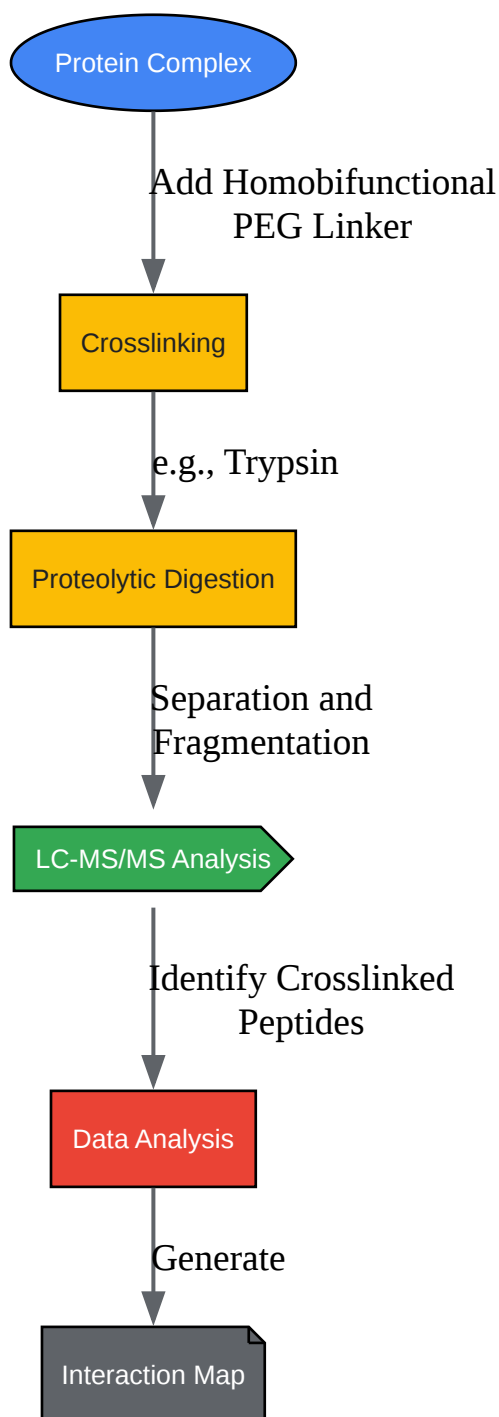 Protein Complex
Add Homobifunctional
PEG Linker
Crosslinking
e.g., Trypsin
Proteolytic Digestion
Separation and
Fragmentation
LC-MS/MS Analysis
Identify Crosslinked
Peptides
Data Analysis
Generate
Interaction Map